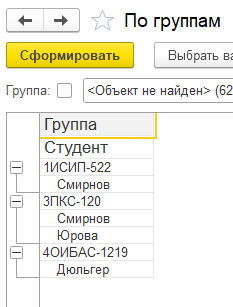 По группам
Сформировать
Выбрать ва
Группа:
<Объект не найден> (62
Группа
Студент
1ИСИП-522
Смирнов
3ПКС-120
Смирнов
Юрова
4ОИБАС-1219
Дюльгер